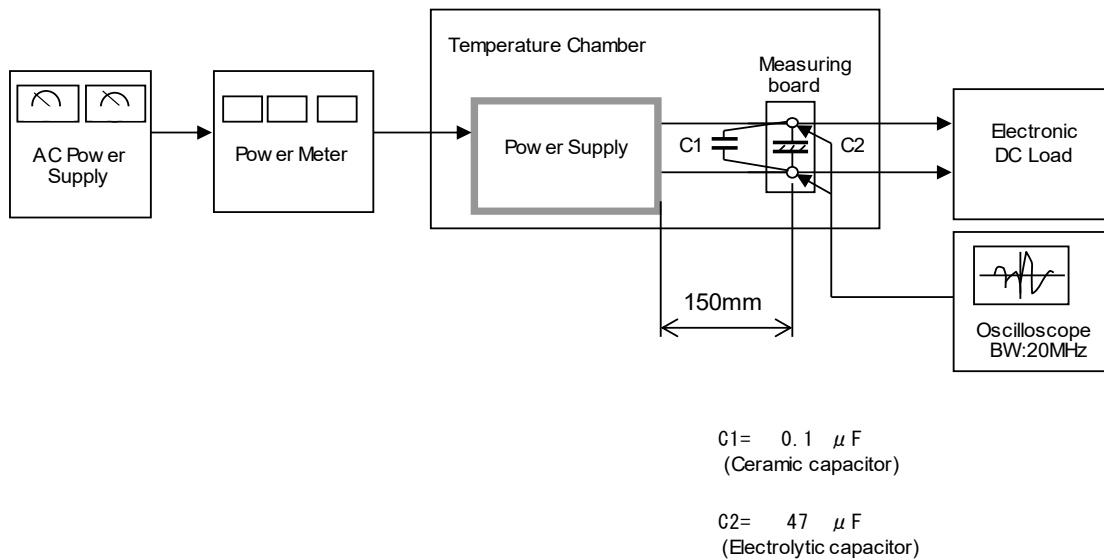 Temperature Chamber
Measuring
board
AC Power
Supply
Power Meter
Power Supply
C1
C2
Electronic
DC Load
150mm
Oscilloscope
BW:20MHz
C1=   0.1   μF
(Ceramic capacitor)
C2=   47   μF
(Electrolytic capacitor)